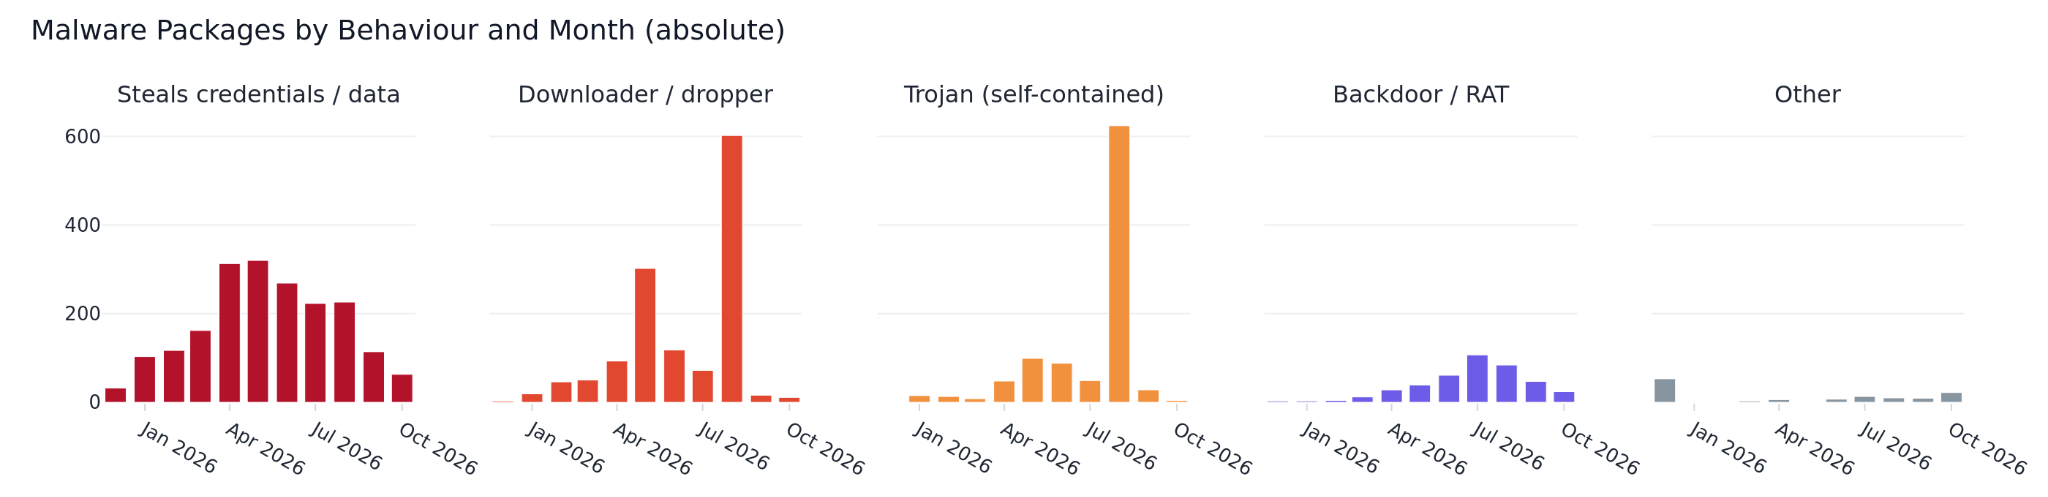 Malware Packages by Behaviour and Month (absolute)
Steals credentials / data
Downloader / dropper
Trojan (self-contained)
Backdoor / RAT
Other
600
400
200
0
Jan 2026
Apr 2026
Jul 2026
Oct 2026
Jan 2026
Apr 2026
Jul 2026
Oct 2026
Jan 2026
Apr 2026
Jul 2026
Oct 2026
Jan 2026
Apr 2026
Jul 2026
Oct 2026
Jan 2026
Apr 2026
Jul 2026
Oct 2026